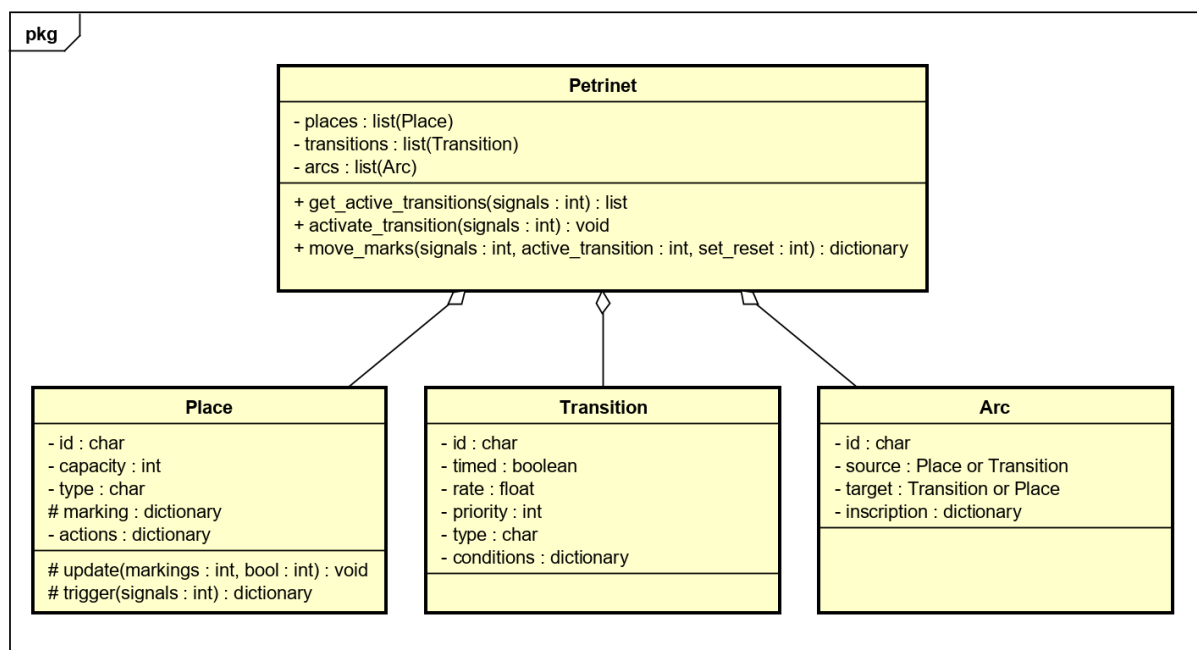 pkg
Petrinet
- places : list(Place)
- transitions : list(Transition)
- arcs : list(Arc)
+ get_active_transitions(signals : int) : list
+ activate_transition(signals : int) : void
+ move_marks(signals : int, active_transition : int, set_reset : int) : dictionary
Place
- id : char
- capacity : int
- type : char
# marking : dictionary
- actions : dictionary
# update(markings : int, bool : int) : void
# trigger(signals : int) : dictionary
Transition
- id : char
- timed : boolean
- rate : float
- priority : int
- type : char
- conditions : dictionary
Arc
- id : char
- source : Place or Transition
- target : Transition or Place
- inscription : dictionary